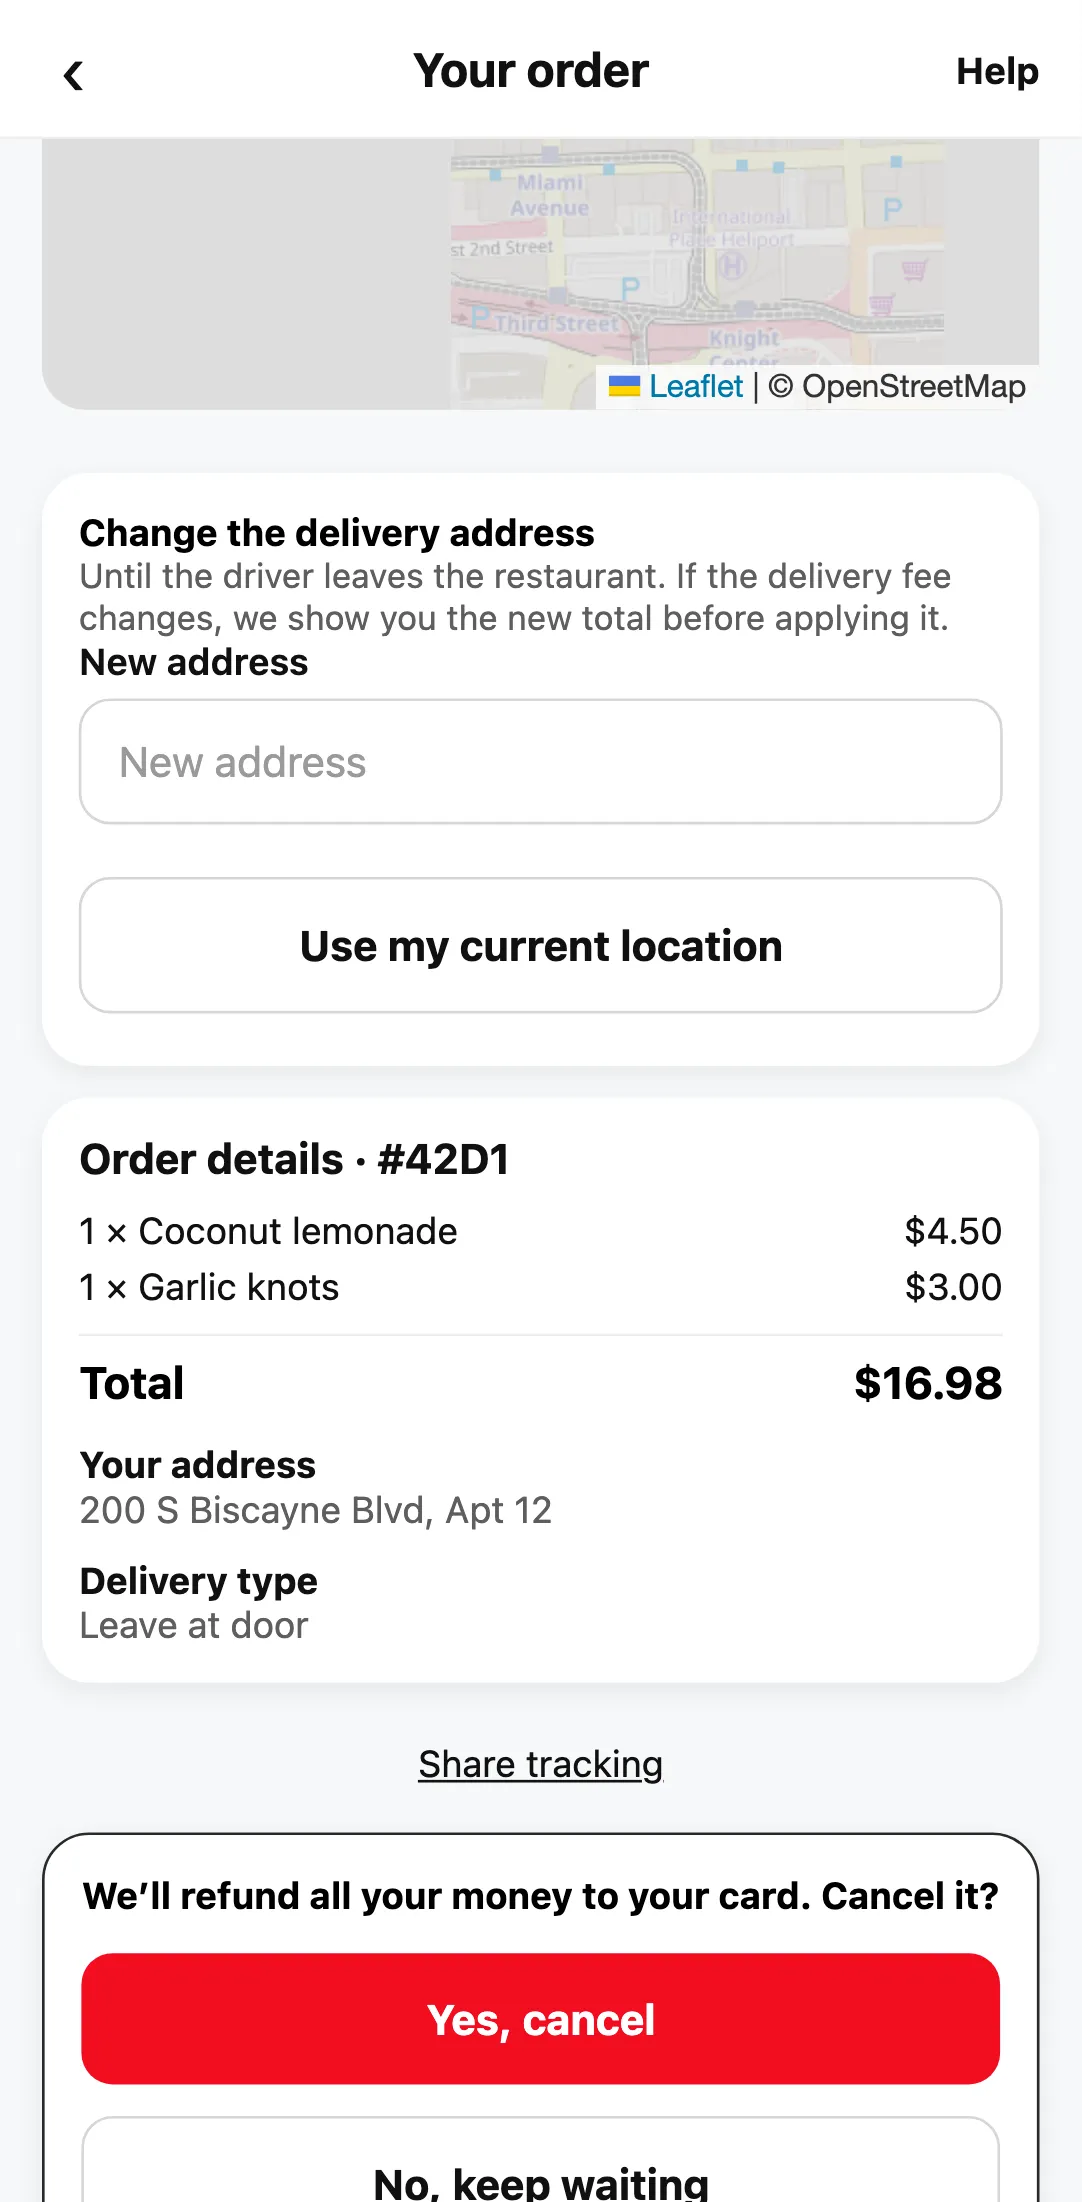 Your order
Help
Miami
Avenue
International
Place Heliport
H
P
st 2nd Street
P
P Third Street
Knight
Center
Leaflet | © OpenStreetMap
Change the delivery address
Until the driver leaves the restaurant. If the delivery fee
changes, we show you the new total before applying it.
New address
New address
Use my current location
Order details · #42D1
1 × Coconut lemonade $4.50
1 × Garlic knots $3.00
Total $16.98
Your address
200 S Biscayne Blvd, Apt 12
Delivery type
Leave at door
Share tracking
We’ll refund all your money to your card. Cancel it?
Yes, cancel
No, keep waiting